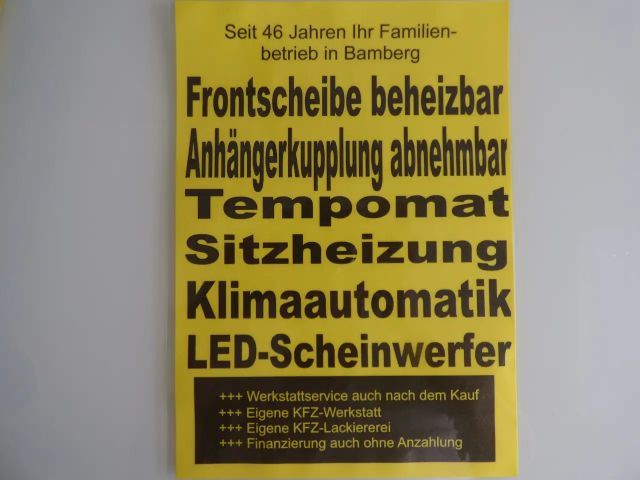 Seit 46 Jahren Ihr Familien-
betrieb in Bamberg
Frontscheibe beheizbar
Anhängerkupplung abnehmbar
Tempomat
Sitzheizung
Klimaautomatik
LED-Scheinwerfer
+++ Werkstattservice auch nach dem Kauf
+++ Eigene KFZ-Werkstatt
+++ Eigene KFZ-Lackiererei
+++ Finanzierung auch ohne Anzahlung